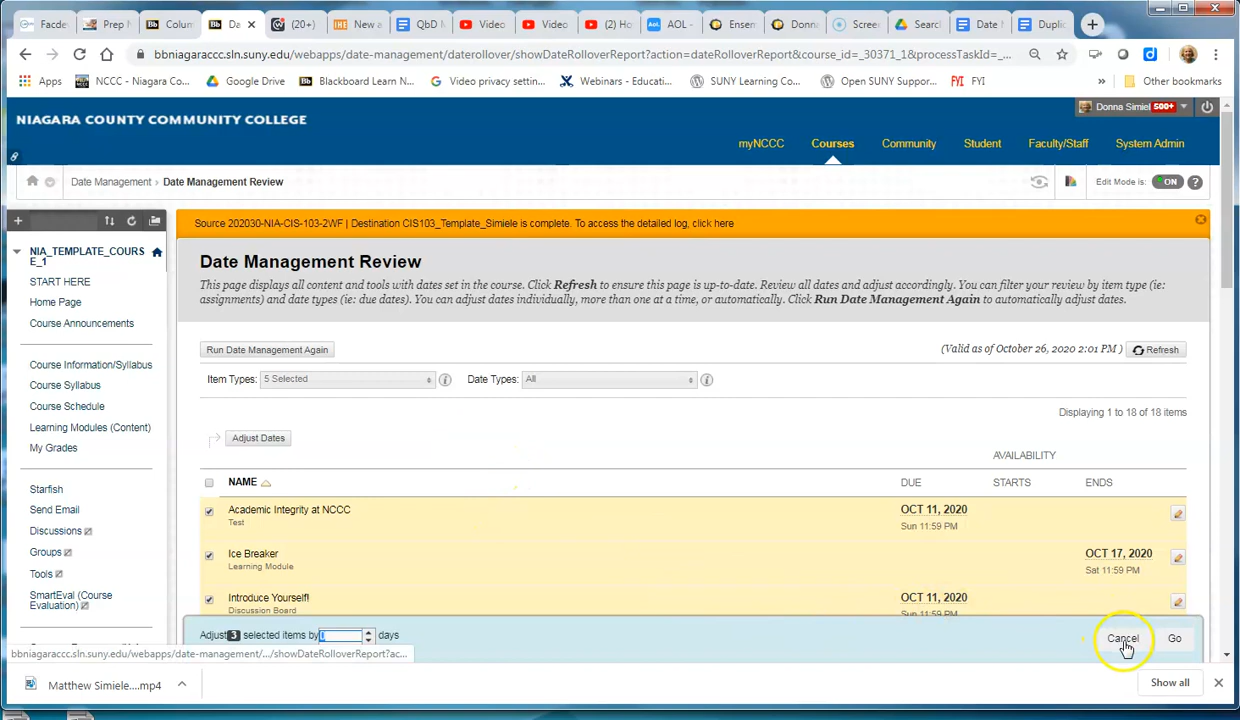 Facde
Prep N
Colum
Da
(20+)
New a
QbD M
Video
Video
(2) Ho
AOL -
Ensem
Donna
Screen
Searc
Date M
Duplic
bbniagaraccc.sln.suny.edu/webapps/date-management/daterollover/showDateRolloverReport?action=dateRolloverReport&course_id=_30371_1&processTaskId=...
Apps
NCCC - Niagara Co...
Google Drive
Blackboard Learn N...
Video privacy settin...
Webinars - Educati...
SUNY Learning Co...
Open SUNY Suppor...
FYI FYI
»
Other bookmarks
NIAGARA COUNTY COMMUNITY COLLEGE
Donna Simiel 500+
myNCCC
Courses
Community
Student
Faculty/Staff
System Admin
Date Management > Date Management Review
Edit Mode is: ON ?
Source 202030-NIA-CIS-103-2WF | Destination CIS103_Template_Simiele is complete. To access the detailed log, click here
NIA_TEMPLATE_COURS
E_1
START HERE
Home Page
Course Announcements
Course Information/Syllabus
Course Syllabus
Course Schedule
Learning Modules (Content)
My Grades
Starfish
Send Email
Discussions
Groups
Tools
SmartEval (Course
Evaluation)
Date Management Review
This page displays all content and tools with dates set in the course. Click Refresh to ensure this page is up-to-date. Review all dates and adjust accordingly. You can filter your review by item type (ie:
assignments) and date types (ie: due dates). You can adjust dates individually, more than one at a time, or automatically. Click Run Date Management Again to automatically adjust dates.
Run Date Management Again
(Valid as of October 26, 2020 2:01 PM ) Refresh
Item Types: 5 Selected
Date Types: All
Displaying 1 to 18 of 18 items
Adjust Dates
AVAILABILITY
NAME DUE STARTS ENDS
Academic Integrity at NCCC OCT 11, 2020
Test Sun 11:59 PM
Ice Breaker OCT 17, 2020
Learning Module Sat 11:59 PM
Introduce Yourself! OCT 11, 2020
Discussion Board Sun 11:59 PM
Adjust 3 selected items by 0 days
Cancel Go
bbniagaraccc.sln.suny.edu/webapps/date-management/.../showDateRolloverReport?ac...
Matthew Simiele....mp4
Show all